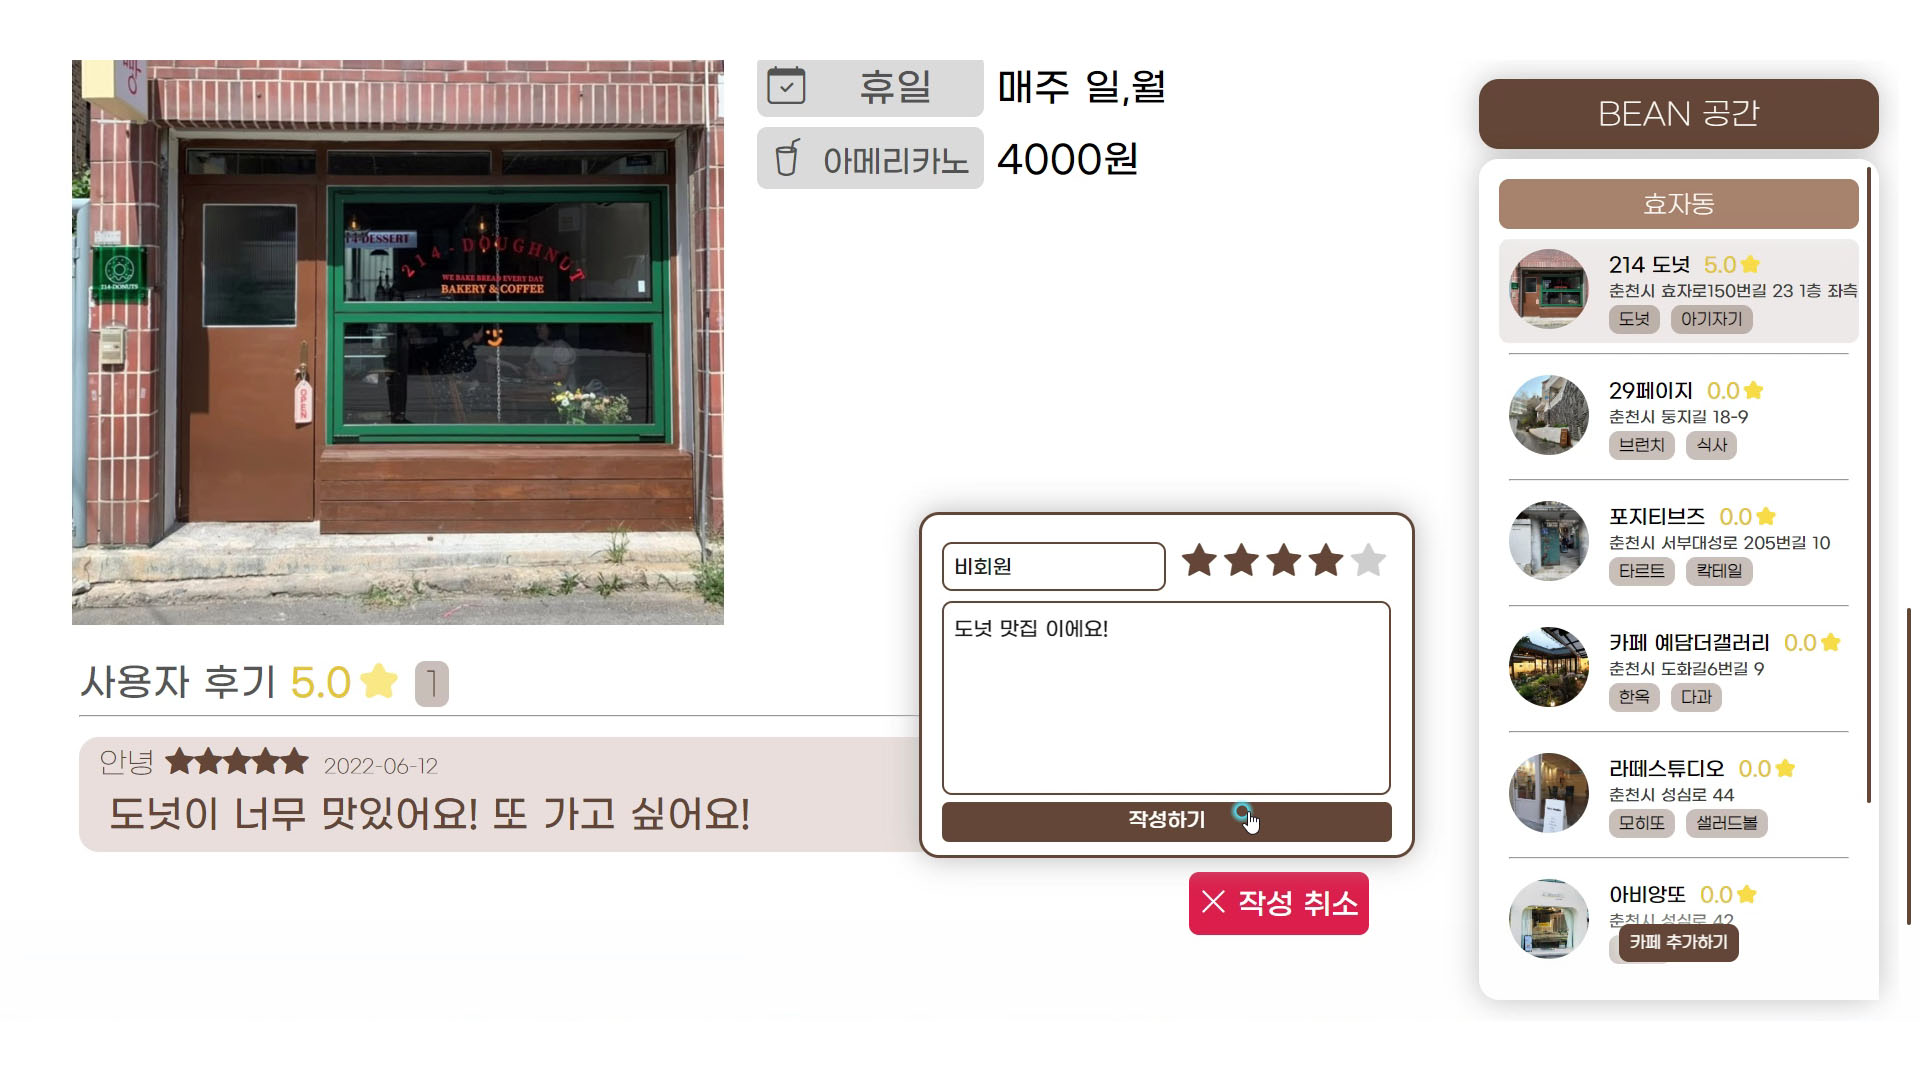 휴일
매주 일,월
아메리카노
4000원
빵
14-DESSERT
214-DOUGHNUT
WE BAKE BREAD EVERY DAY
BAKERY & COFFEE
214-DONUTS
OPEN
사용자 후기 5.0 1
안녕 2022-06-12
도넛이 너무 맛있어요! 또 가고 싶어요!
비회원
도넛 맛집 이에요!
작성하기
작성 취소
BEAN 공간
효자동
214 도넛 5.0
춘천시 효자로150번길 23 1층 좌측
도넛 아기자기
29페이지 0.0
춘천시 둥지길 18-9
브런치 식사
포지티브즈 0.0
춘천시 서부대성로 205번길 10
타르트 칵테일
카페 예담더갤러리 0.0
춘천시 도화길6번길 9
한옥 다과
라떼스튜디오 0.0
춘천시 성심로 44
모히또 샐러드볼
아비앙또 0.0
춘천시 성심로 42
카페 추가하기